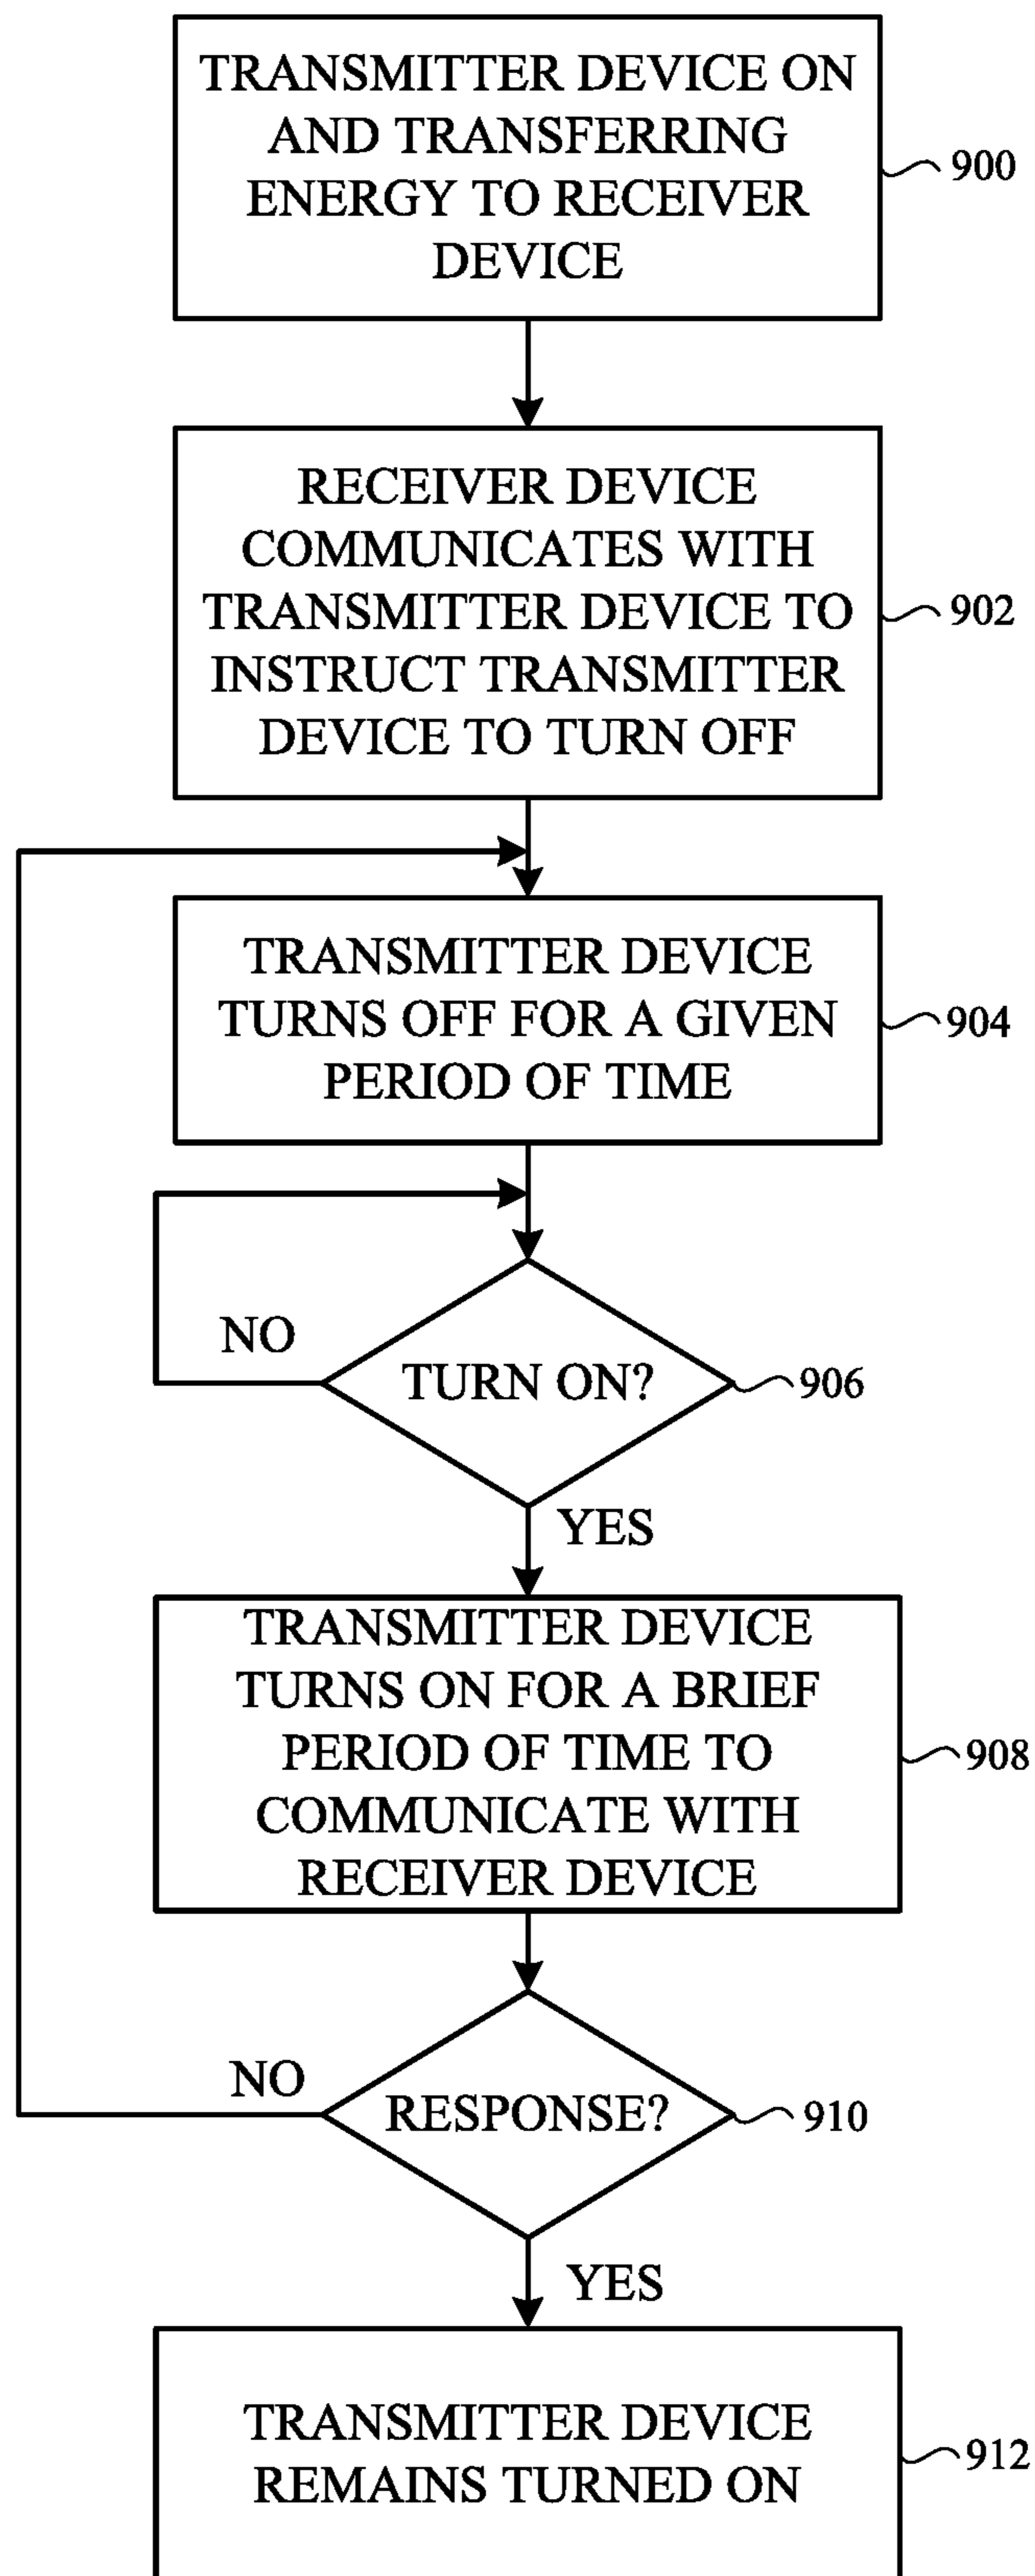 TRANSMITTER DEVICE ON
AND TRANSFERRING
ENERGY TO RECEIVER
DEVICE
900
RECEIVER DEVICE
COMMUNICATES WITH
TRANSMITTER DEVICE TO
INSTRUCT TRANSMITTER
DEVICE TO TURN OFF
902
TRANSMITTER DEVICE
TURNS OFF FOR A GIVEN
PERIOD OF TIME
904
NO
TURN ON?
906
YES
TRANSMITTER DEVICE
TURNS ON FOR A BRIEF
PERIOD OF TIME TO
COMMUNICATE WITH
RECEIVER DEVICE
908
NO
RESPONSE?
910
YES
TRANSMITTER DEVICE
REMAINS TURNED ON
912